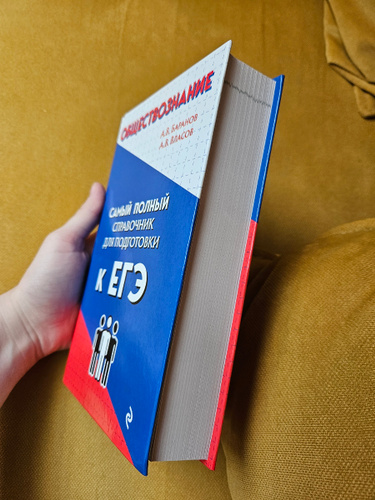 ОБЩЕСТВОЗНАНИЕ
А.В. БАРАНОВ
А.В. ВЛАСОВ
САМЫЙ ПОЛНЫЙ
СПРАВОЧНИК
ДЛЯ ПОДГОТОВКИ
К ЕГЭ